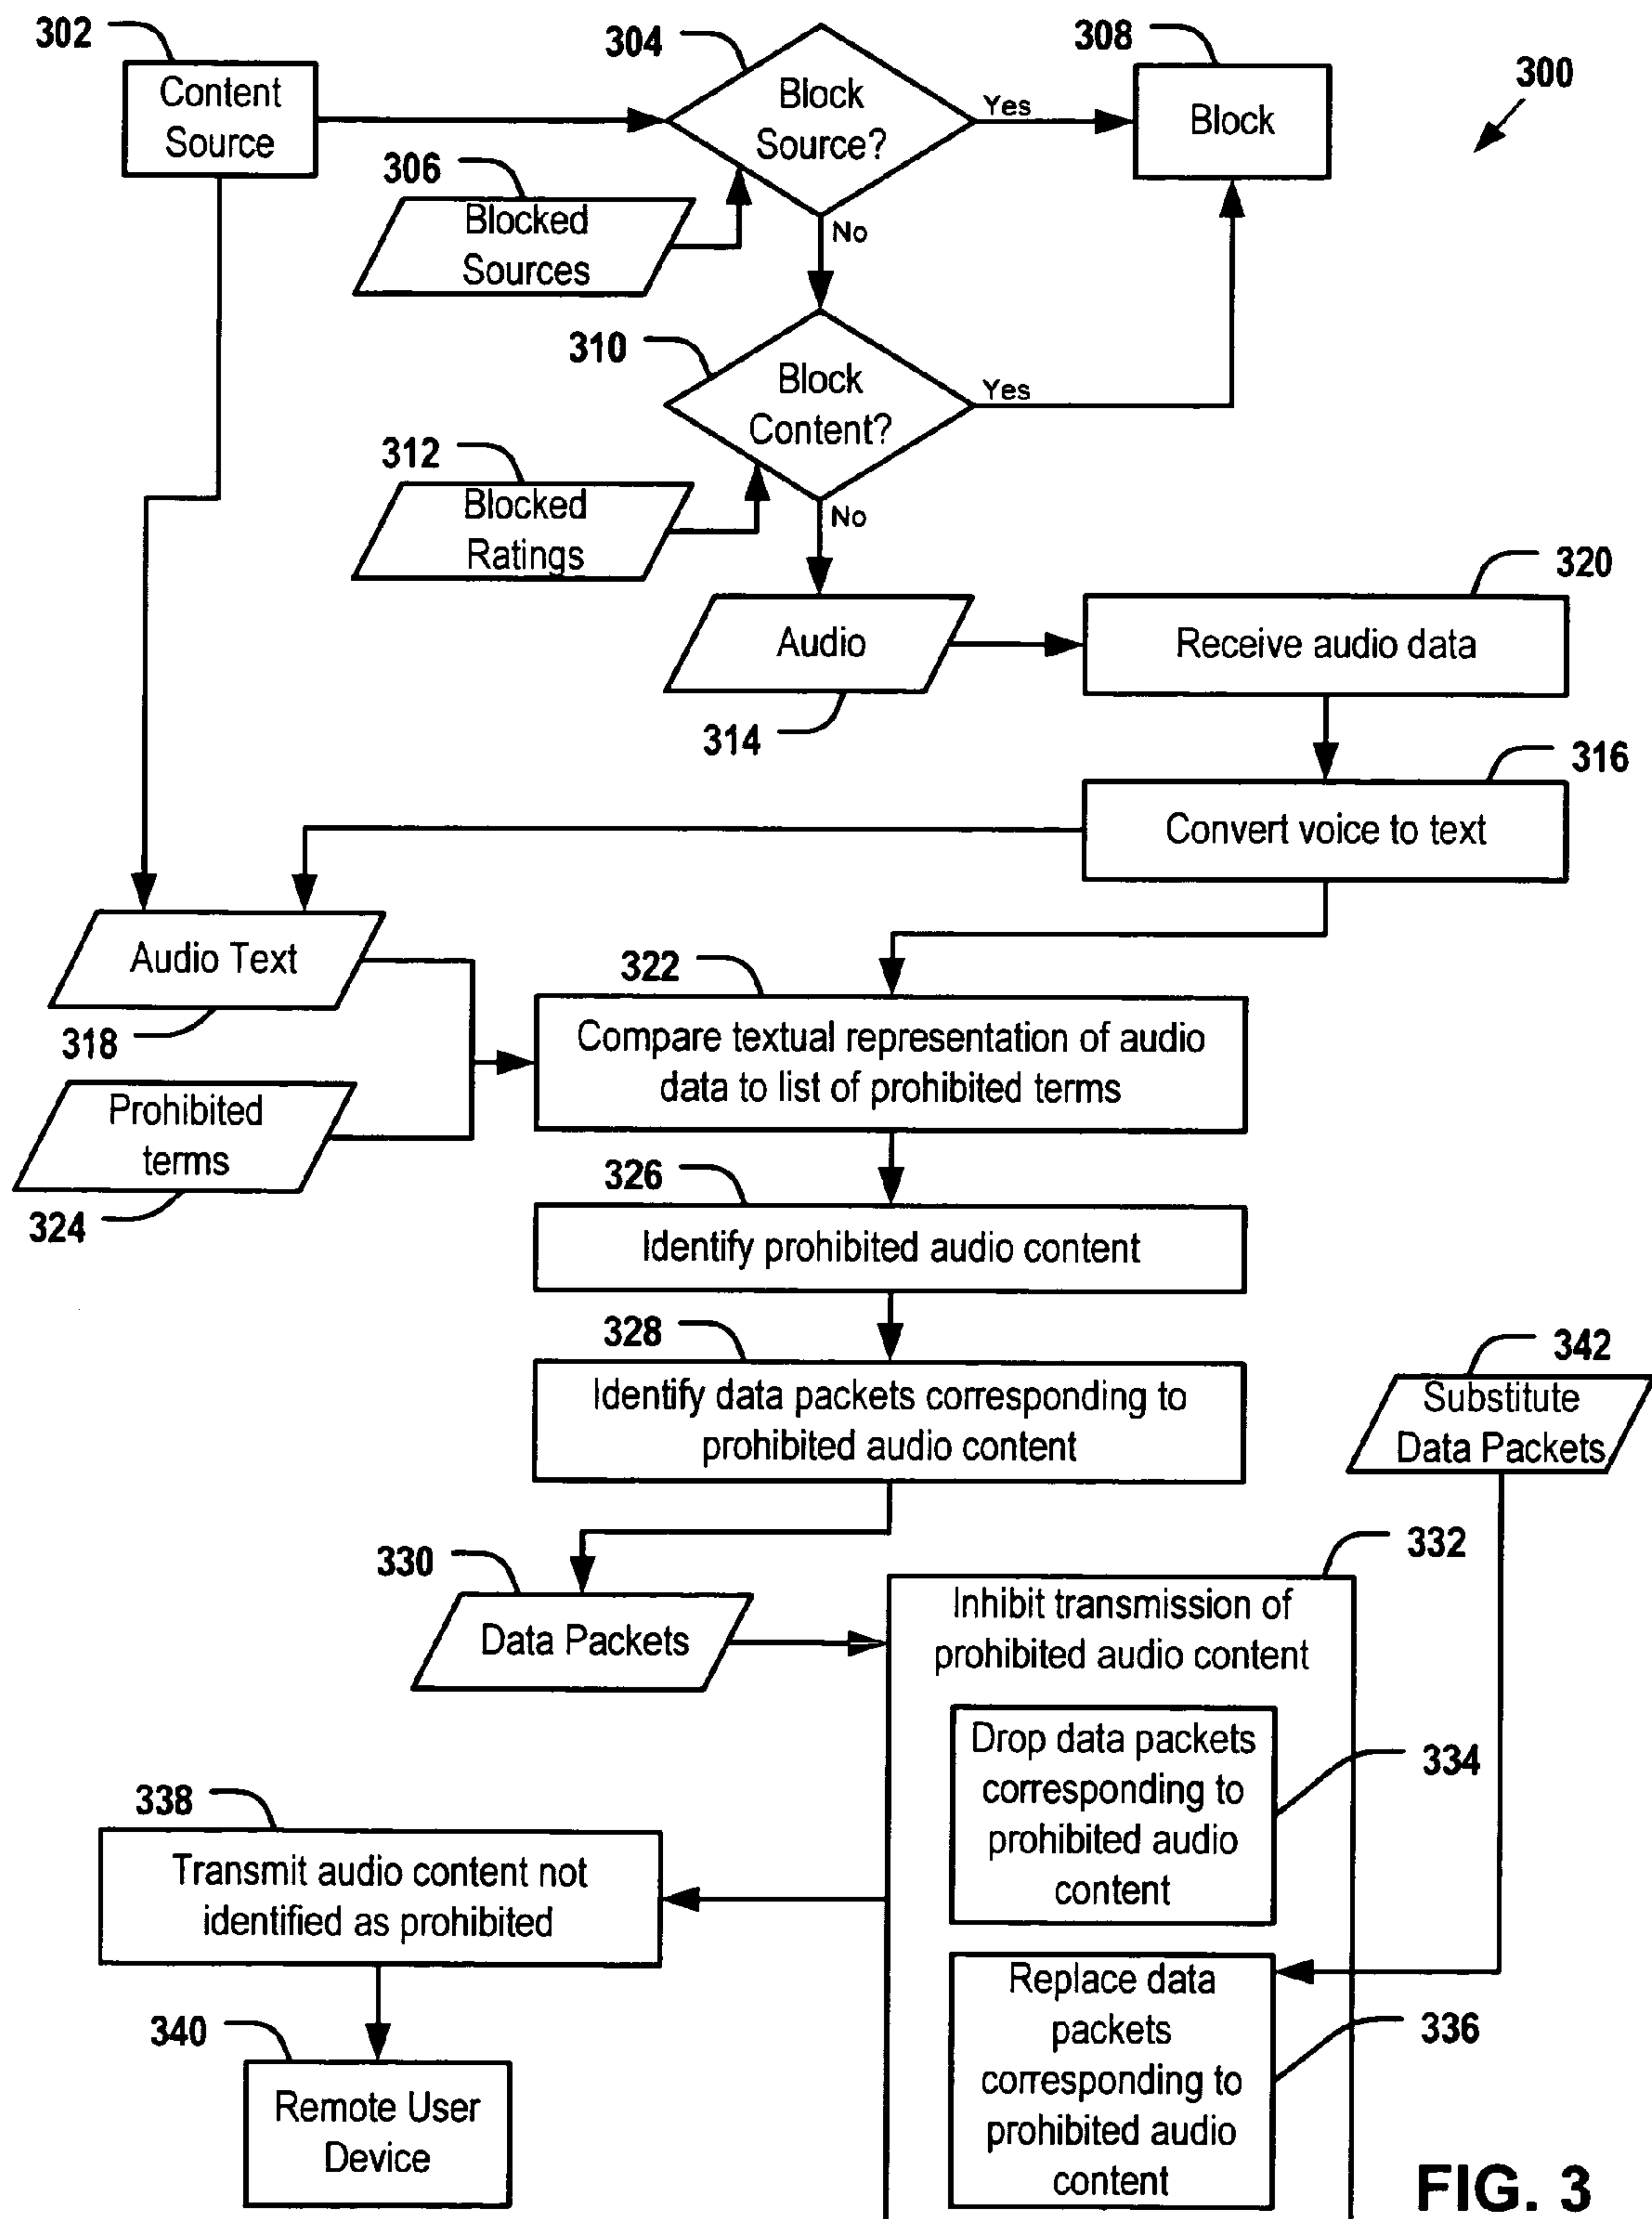 302
Content
Source
304
Block
Source?
Yes
308
Block
300
306
Blocked
Sources
No
310
Block
Content?
Yes
312
Blocked
Ratings
No
314
Audio
320
Receive audio data
316
Convert voice to text
Audio Text
318
322
Compare textual representation of audio
data to list of prohibited terms
Prohibited
terms
324
326
Identify prohibited audio content
328
Identify data packets corresponding to
prohibited audio content
342
Substitute
Data Packets
330
Data Packets
332
Inhibit transmission of
prohibited audio content
Drop data packets
corresponding to
prohibited audio
content
334
338
Transmit audio content not
identified as prohibited
Replace data
packets
corresponding to
prohibited audio
content
336
340
Remote User
Device
FIG. 3